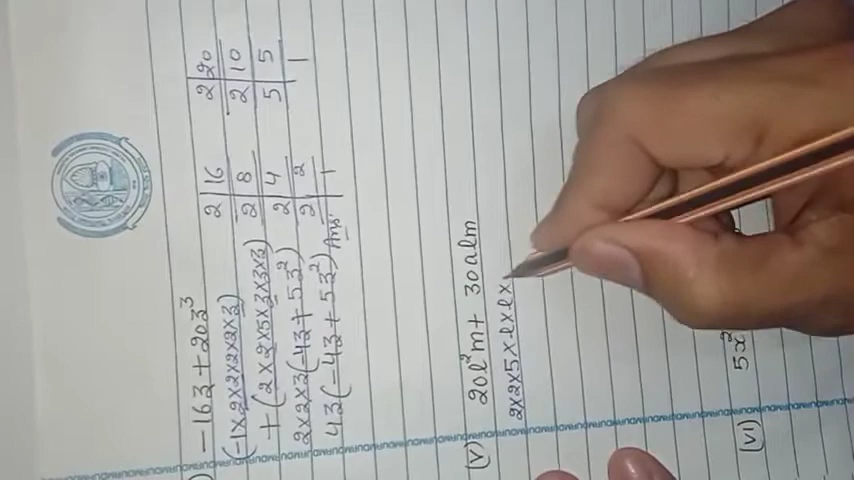 - 16z + 20z³
(-1×2×2×2×2×z)
+ (2×2×5×z×z×z)
2×2×z(-4z + 5z²)
4z(-4z + 5z²) Ans.
2 16
2 8
2 4
2 2
1
2 20
2 10
5 5
1
(v) 20l²m + 30alm
2×2×5×l×l×
(vi) 5x²